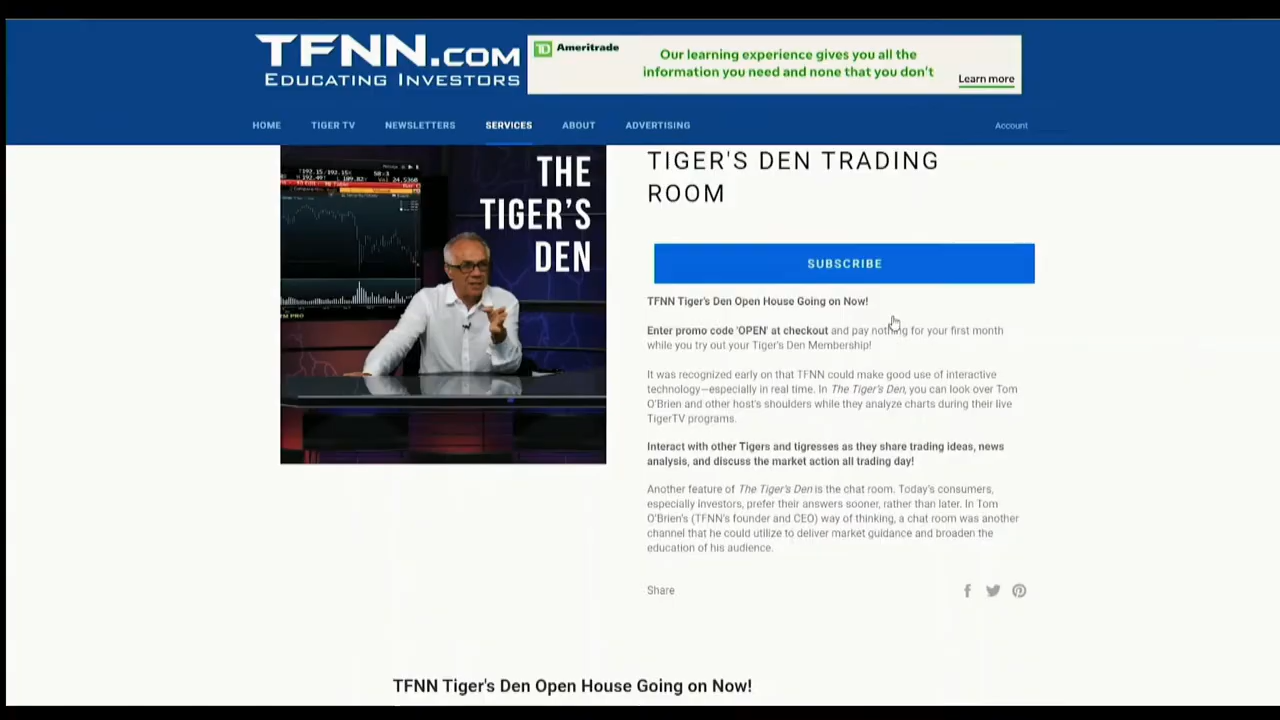 TFNN.COM
EDUCATING INVESTORS
TD Ameritrade
Our learning experience gives you all the
information you need and none that you don't
Learn more
HOME TIGER TV NEWSLETTERS SERVICES ABOUT ADVERTISING Account
THE
TIGER'S
DEN
TIGER'S DEN TRADING
ROOM
SUBSCRIBE
TFNN Tiger's Den Open House Going on Now!
Enter promo code 'OPEN' at checkout and pay nothing for your first month
while you try out your Tiger's Den Membership!
It was recognized early on that TFNN could make good use of interactive
technology—especially in real time. In The Tiger's Den, you can look over Tom
O'Brien and other host's shoulders while they analyze charts during their live
TigerTV programs.
Interact with other Tigers and tigresses as they share trading ideas, news
analysis, and discuss the market action all trading day!
Another feature of The Tiger's Den is the chat room. Today's consumers,
especially investors, prefer their answers sooner, rather than later. In Tom
O'Brien's (TFNN's founder and CEO) way of thinking, a chat room was another
channel that he could utilize to deliver market guidance and broaden the
education of his audience.
Share
TFNN Tiger's Den Open House Going on Now!